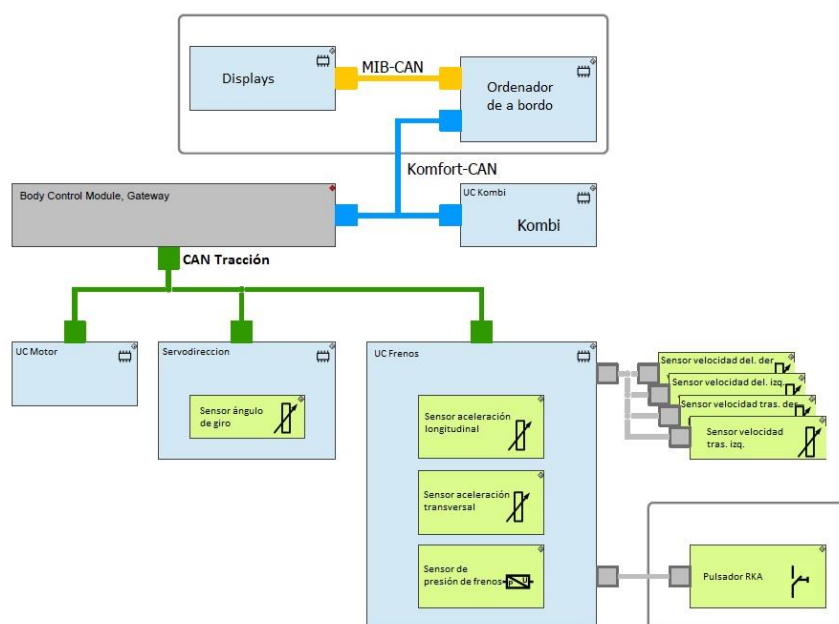 Displays
MIB-CAN
Ordenador
de a bordo
Komfort-CAN
Body Control Module, Gateway
UC Kombi
Kombi
CAN Tracción
UC Motor
Servodireccion
Sensor ángulo
de giro
UC Frenos
Sensor aceleración
longitudinal
Sensor aceleración
transversal
Sensor de
presión de frenos
P U
Sensor velocidad del. der
Sensor velocidad del. izq.
Sensor velocidad tras. der
Sensor velocidad
tras. izq.
Pulsador RKA